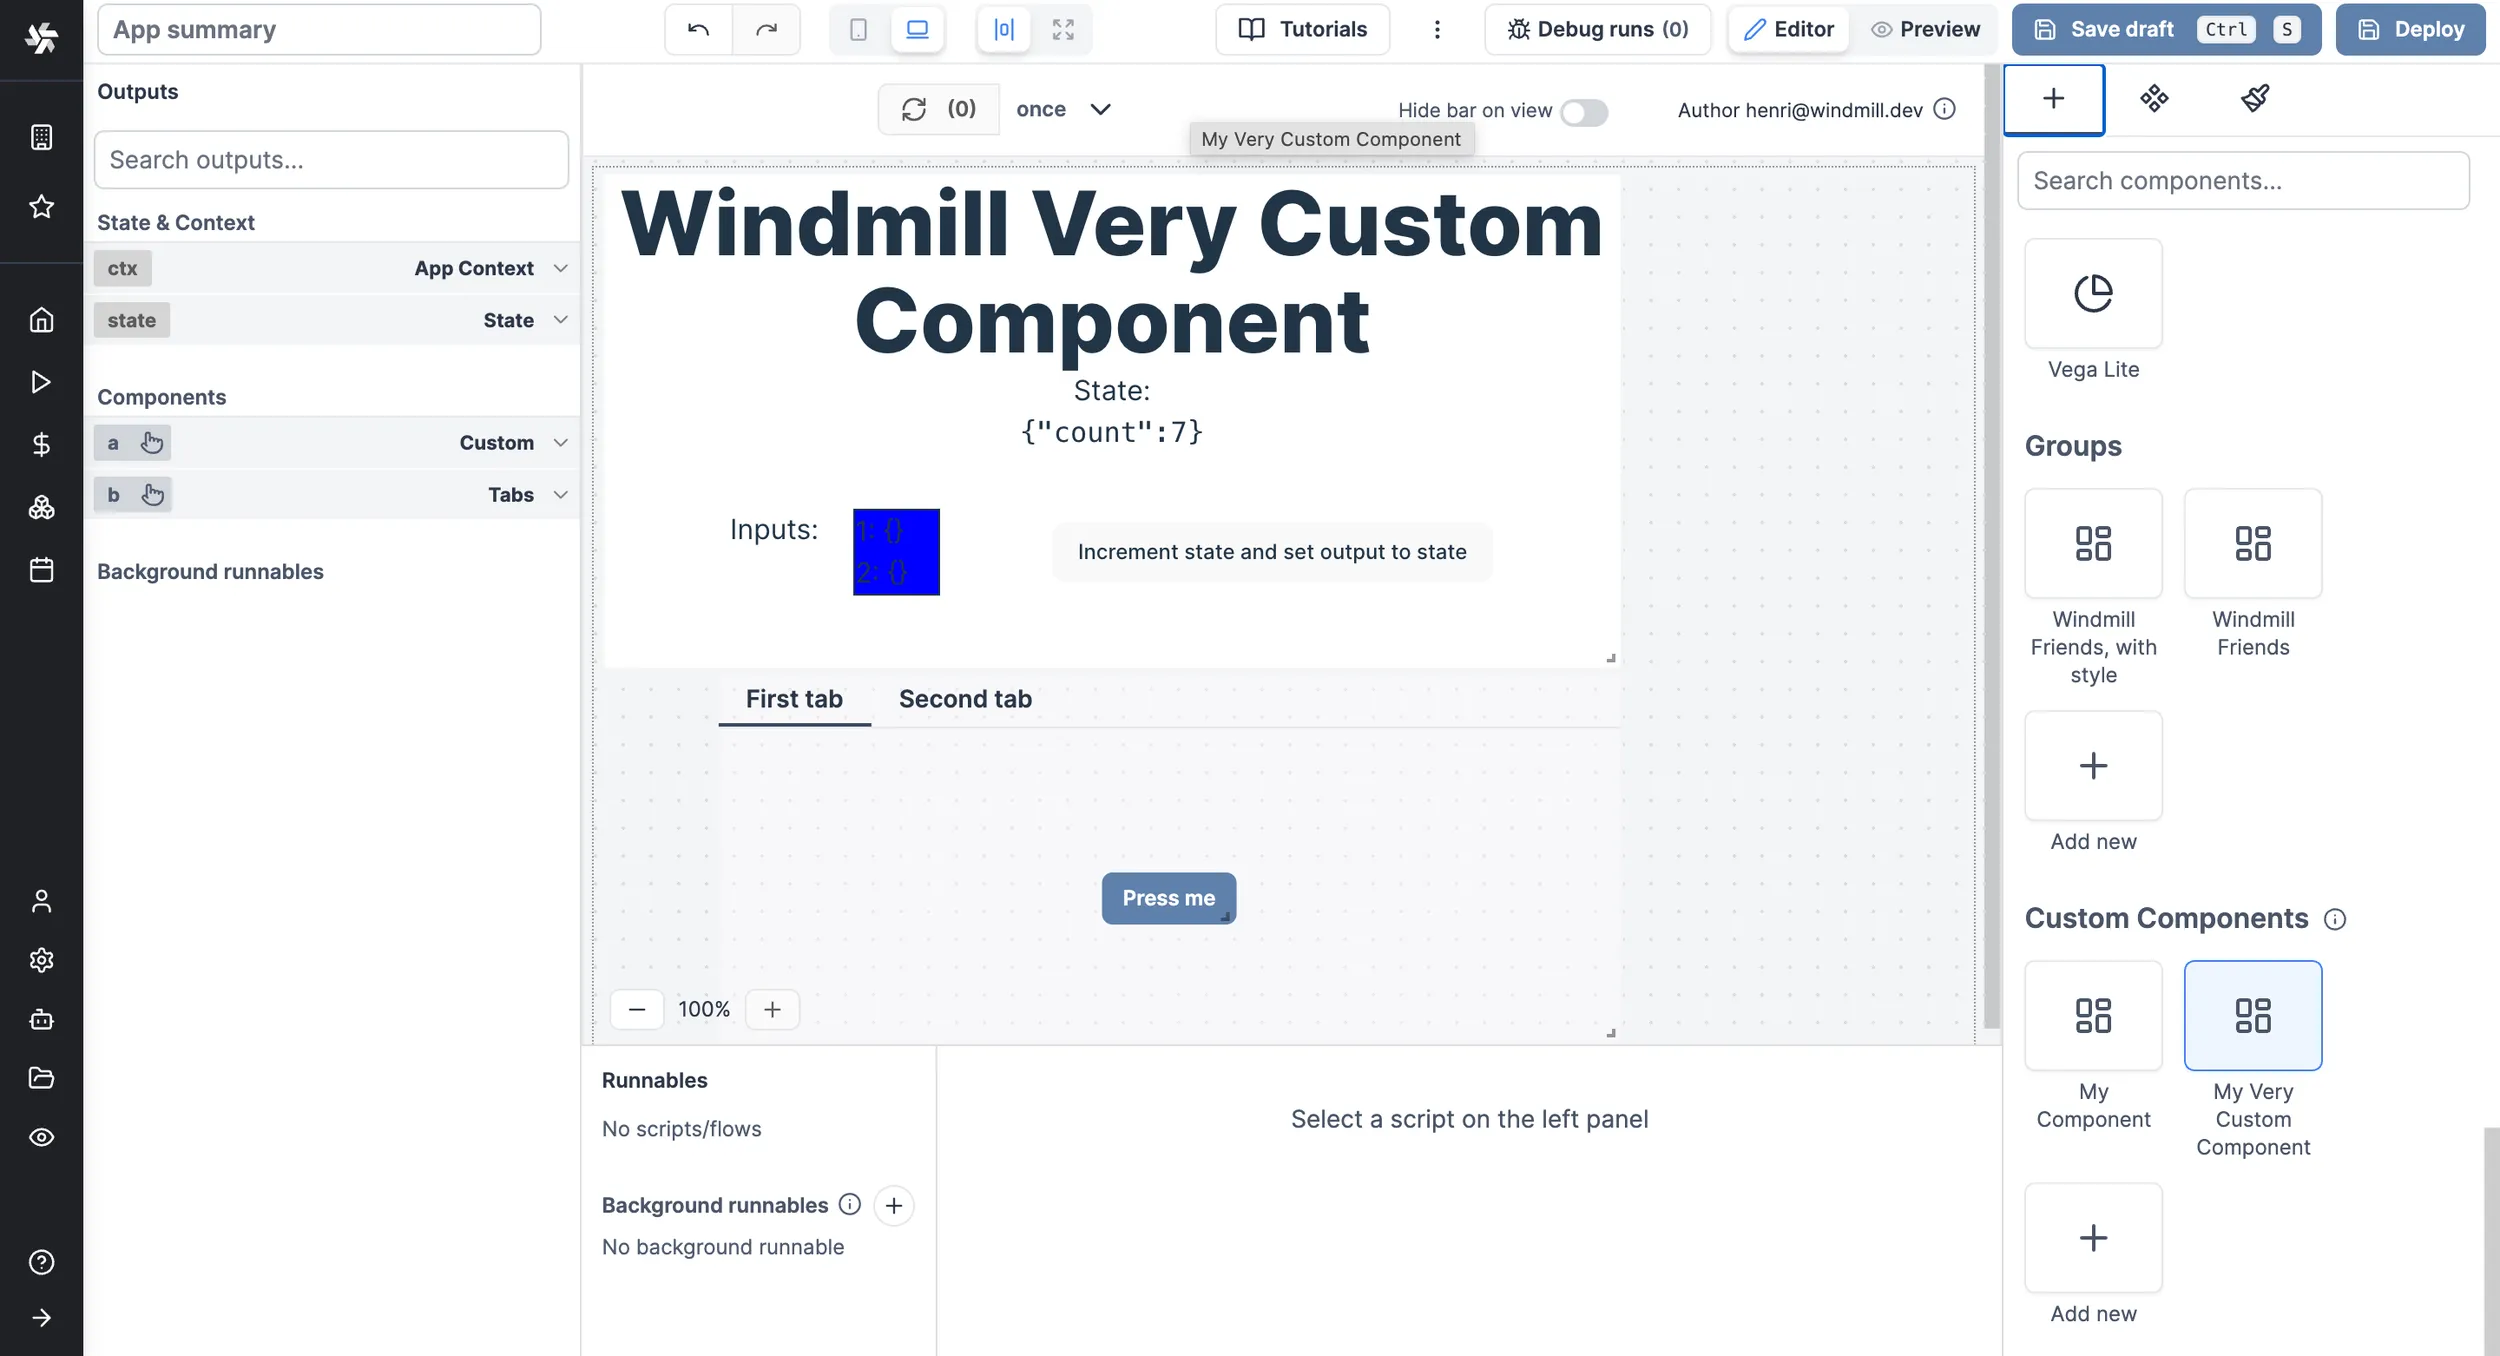 App summary
Tutorials
Debug runs (0)
Editor
Preview
Save draft Ctrl S
Deploy
Outputs
Search outputs...
State & Context
ctx App Context
state State
Components
a Custom
b Tabs
Background runnables
(0) once
Hide bar on view
Author henri@windmill.dev
My Very Custom Component
Windmill Very Custom
Component
State:
{"count":7}
Inputs:
1: {}
2: {}
Increment state and set output to state
First tab
Second tab
Press me
100%
Runnables
No scripts/flows
Background runnables
No background runnable
Select a script on the left panel
Search components...
Vega Lite
Groups
Windmill
Friends, with
style
Windmill
Friends
Add new
Custom Components
My
Component
My Very
Custom
Component
Add new